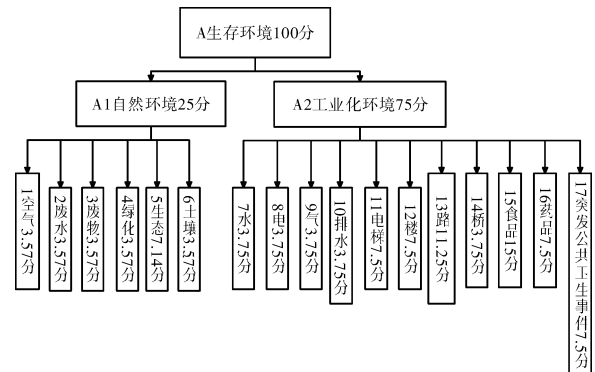 A生存环境100分
A1自然环境25分
A2工业化环境75分
1空气3.57分
2废水3.57分
3废物3.57分
4绿化3.57分
5生态7.14分
6土壤3.57分
7水3.75分
8电3.75分
9气3.75分
10排水3.75分
11电梯7.5分
12楼7.5分
13路11.25分
14桥3.75分
15食品15分
16药品7.5分
17突发公共卫生事件7.5分